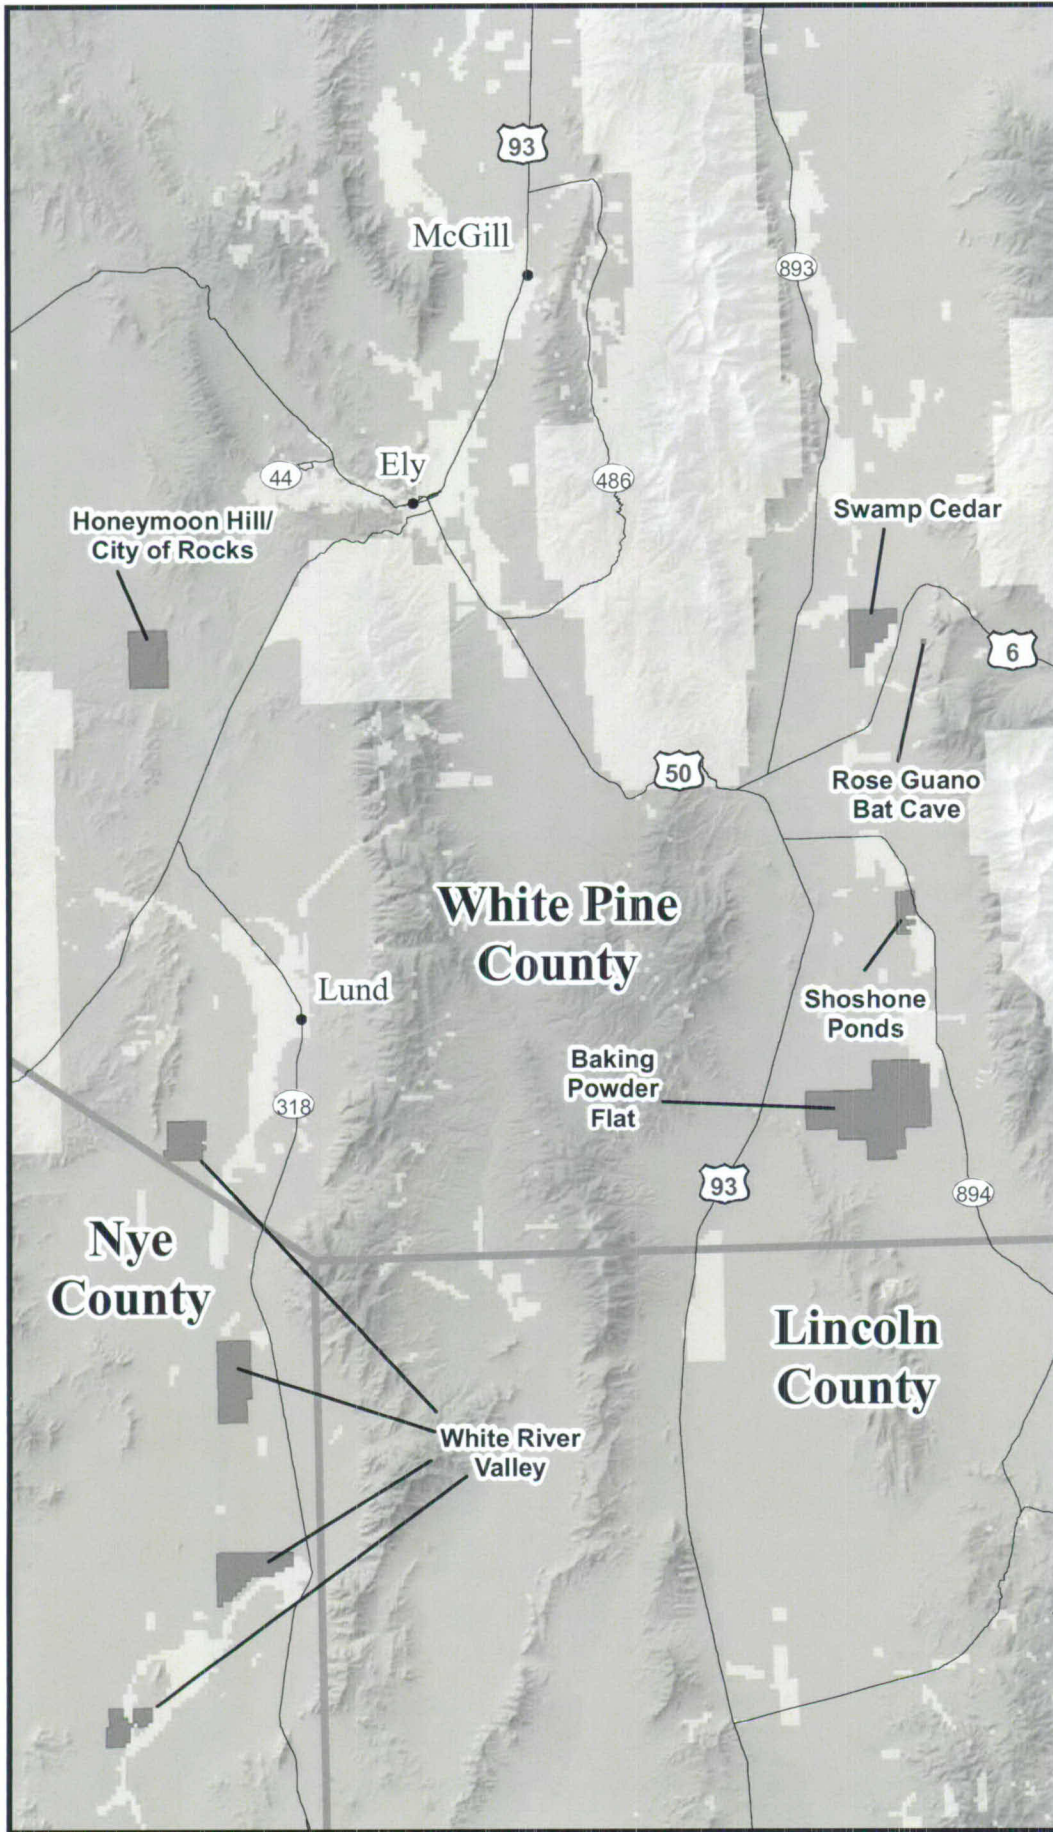 93
McGill
893
Ely
44
486
Honeymoon Hill/
City of Rocks
Swamp Cedar
6
50
Rose Guano
Bat Cave
White Pine
County
Lund
Shoshone
Ponds
Baking
Powder
Flat
318
93
894
Nye
County
Lincoln
County
White River
Valley